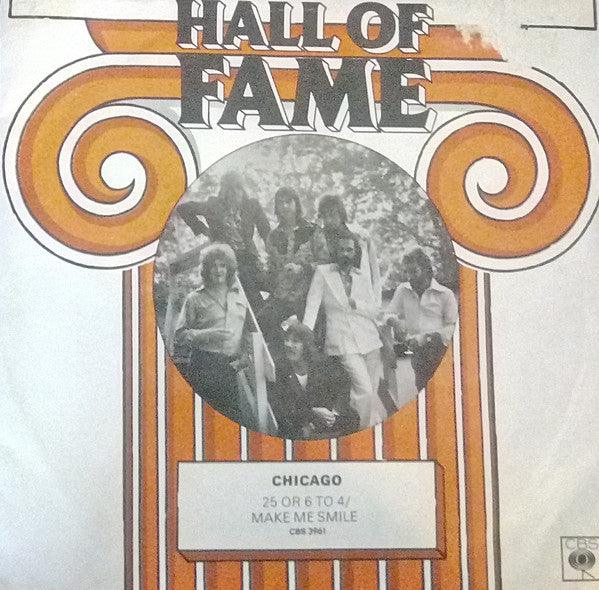 HALL OF
FAME
CHICAGO
25 OR 6 TO 4/
MAKE ME SMILE
CBS 3961
CBS